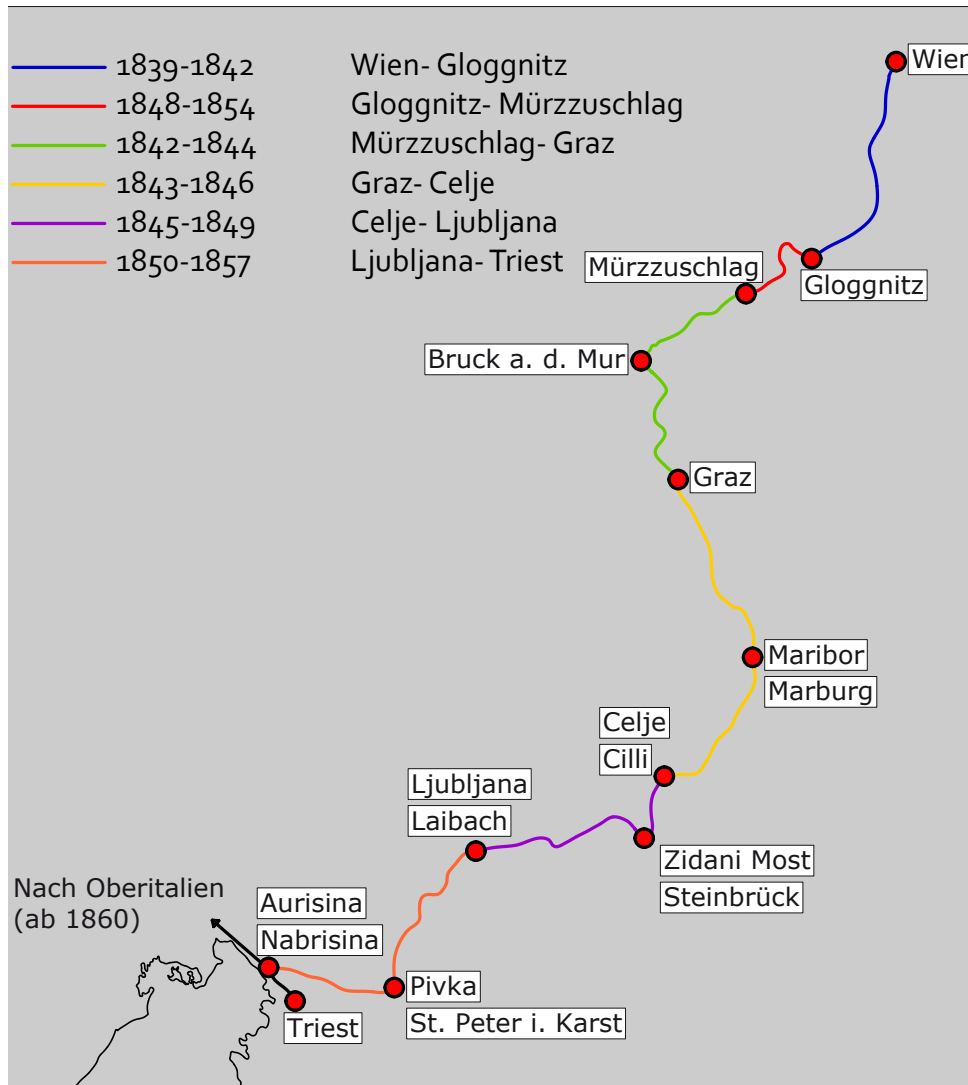 1839-1842 Wien- Gloggnitz
1848-1854 Gloggnitz- Mürzzuschlag
1842-1844 Mürzzuschlag- Graz
1843-1846 Graz- Celje
1845-1849 Celje- Ljubljana
1850-1857 Ljubljana- Triest
Wien
Mürzzuschlag
Gloggnitz
Bruck a. d. Mur
Graz
Maribor
Marburg
Celje
Cilli
Ljubljana
Laibach
Zidani Most
Steinbrück
Nach Oberitalien
(ab 1860)
Aurisina
Nabrisina
Pivka
St. Peter i. Karst
Triest